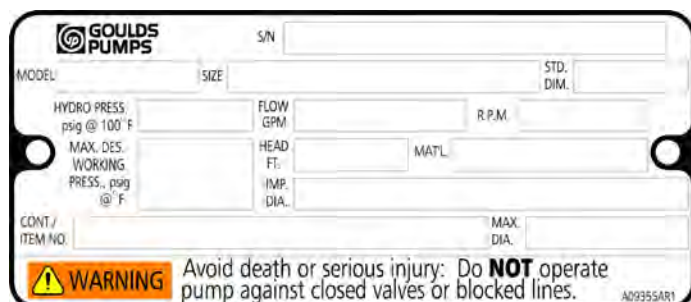 GOULDS
PUMPS
S/N
MODEL SIZE STD.
DIM.
HYDRO PRESS.
psig @ 100°F
FLOW
GPM
R.P.M.
MAX. DES.
WORKING
PRESS., psig
@°F
HEAD
FT.
MAT'L.
IMP.
DIA.
CONT./
ITEM NO.
MAX.
DIA.
WARNING
Avoid death or serious injury: Do NOT operate
pump against closed valves or blocked lines.
A09355AR1